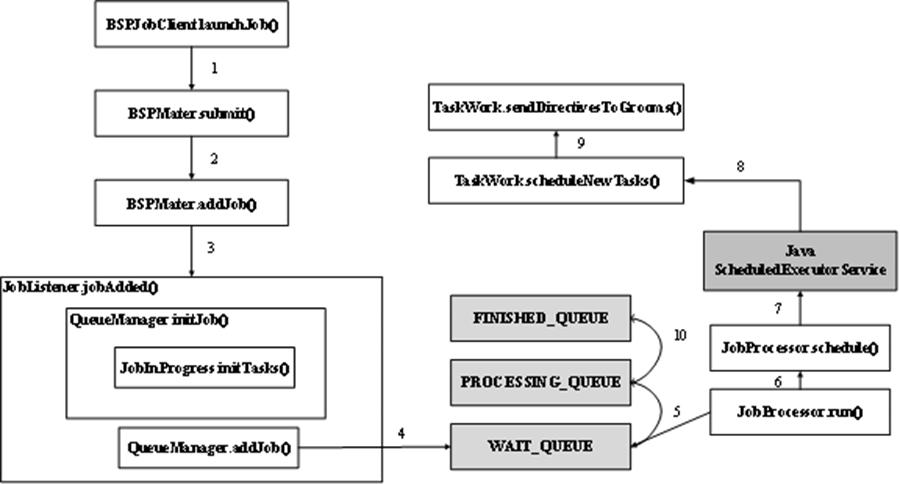 BSPJobClient.launchJob()
1
BSPMater.submit()
2
BSPMater.addJob()
3
JobListener.jobAdded()
QueueManager.initJob()
JobInProgress.initTasks()
QueueManager.addJob()
4
TaskWork.sendDirectivesToGrooms()
9
TaskWork.scheduleNewTasks()
8
Java
ScheduledExecutor Service
7
JobProcessor.schedule()
6
JobProcessor.run()
5
FINISHED_QUEUE
10
PROCESSING_QUEUE
WAIT_QUEUE